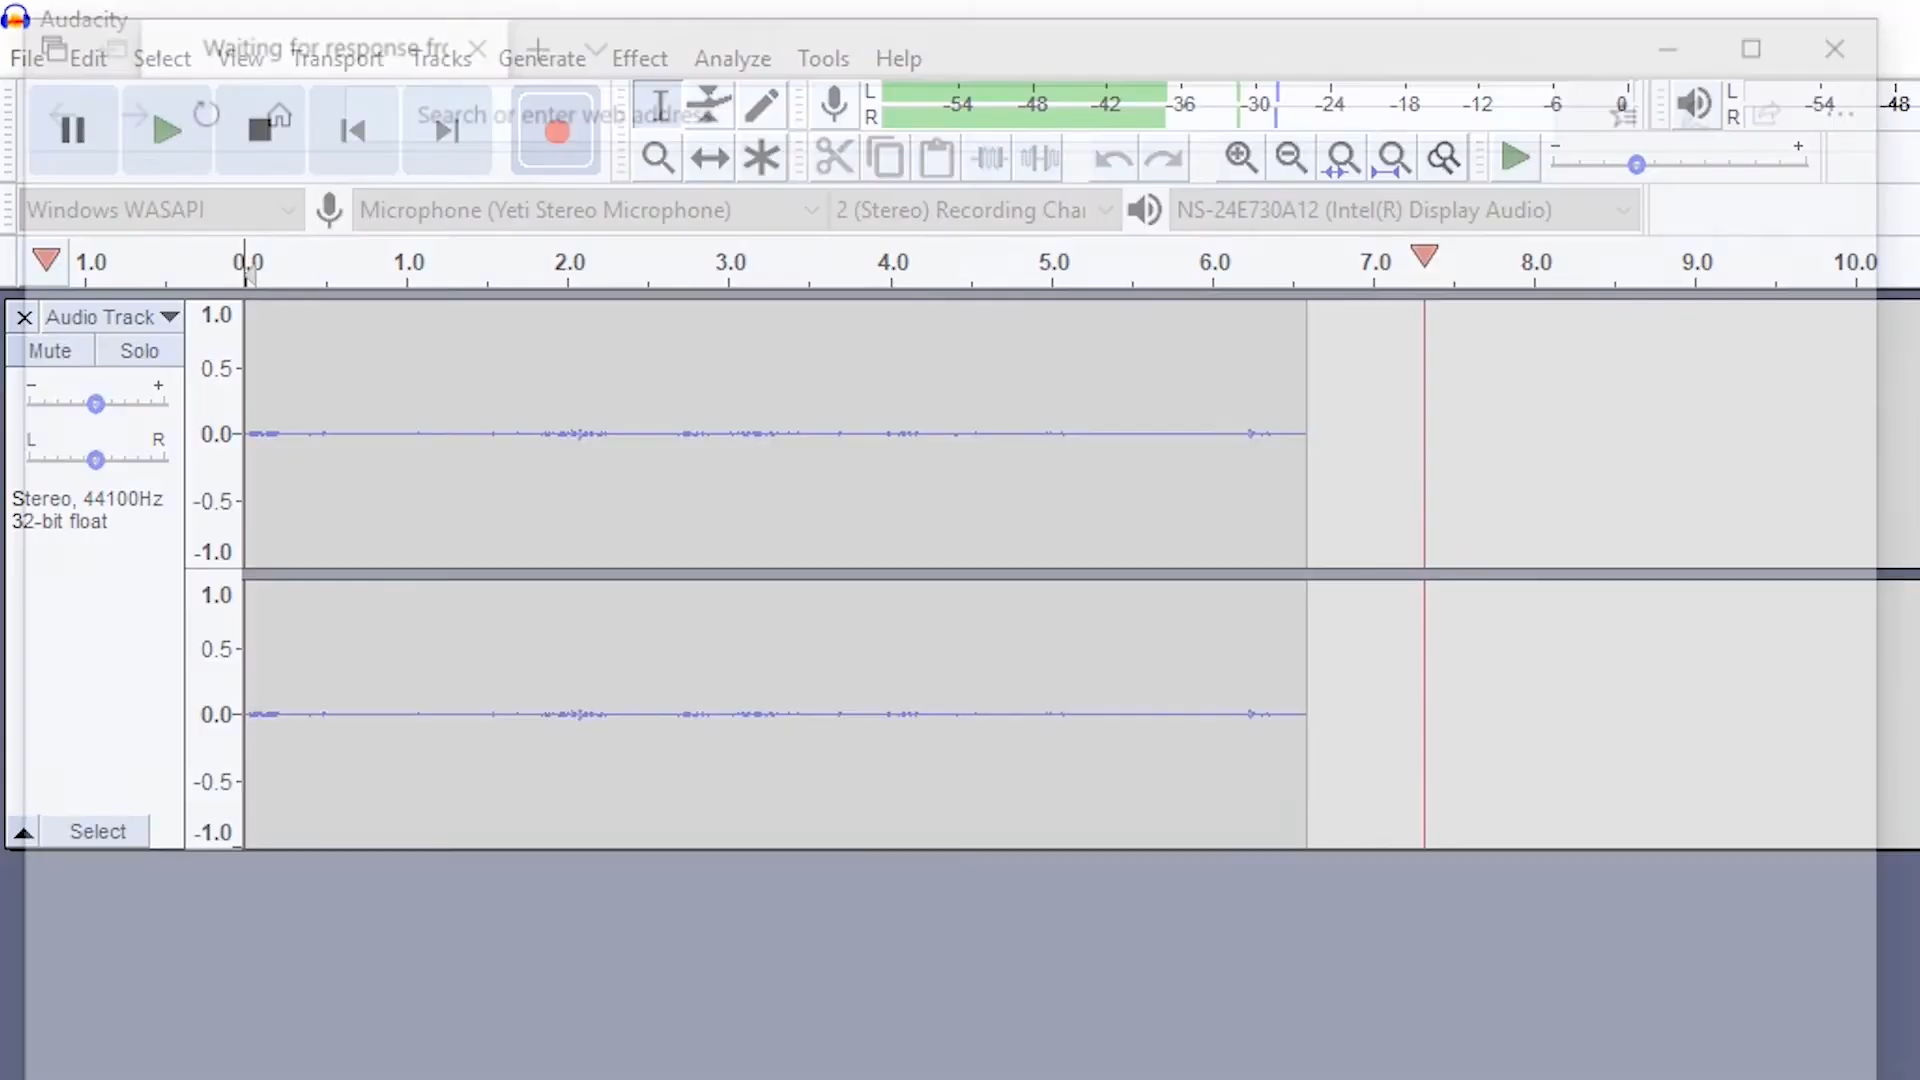 Audacity
Waiting for response fr
File Edit Select View Transport Tracks Generate Effect Analyze Tools Help
Search or enter web address
L
R
-54 -48 -42 -36 -30 -24 -18 -12 -6 0
L
R
-54 -48
- +
Windows WASAPI
Microphone (Yeti Stereo Microphone)
2 (Stereo) Recording Chai
NS-24E730A12 (Intel(R) Display Audio)
1.0 0.0 1.0 2.0 3.0 4.0 5.0 6.0 7.0 8.0 9.0 10.0
Audio Track
Mute Solo
- +
L R
Stereo, 44100Hz
32-bit float
Select
1.0
0.5-
0.0-
-0.5-
-1.0
1.0
0.5-
0.0-
-0.5-
-1.0